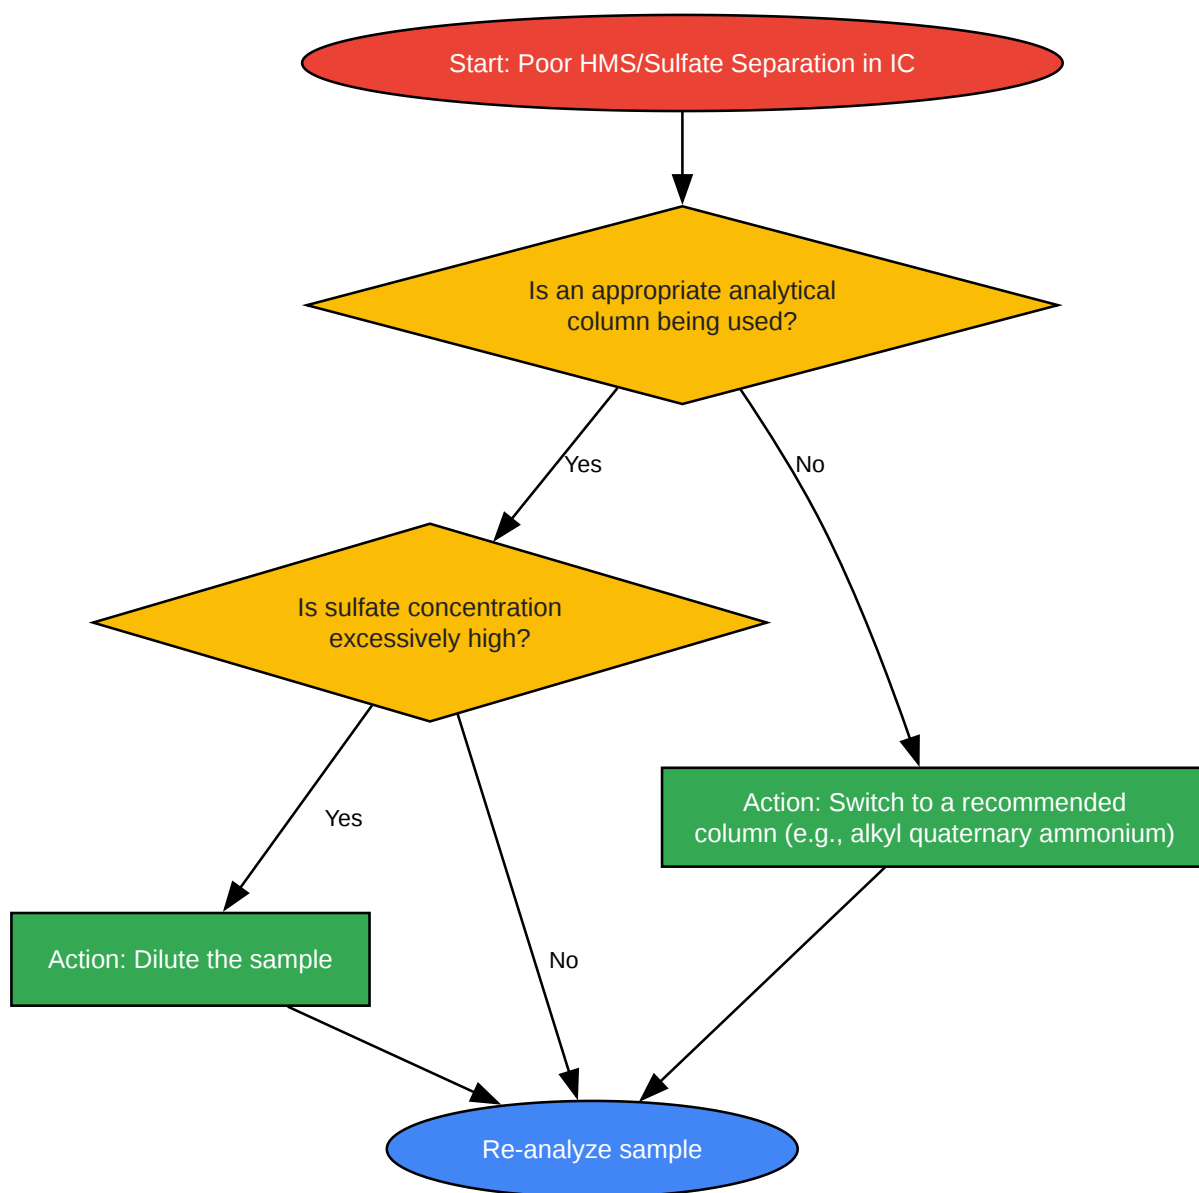 Start: Poor HMS/Sulfate Separation in IC
Is an appropriate analytical
column being used?
Yes
No
Is sulfate concentration
excessively high?
Action: Switch to a recommended
column (e.g., alkyl quaternary ammonium)
Yes
Action: Dilute the sample
No
Re-analyze sample